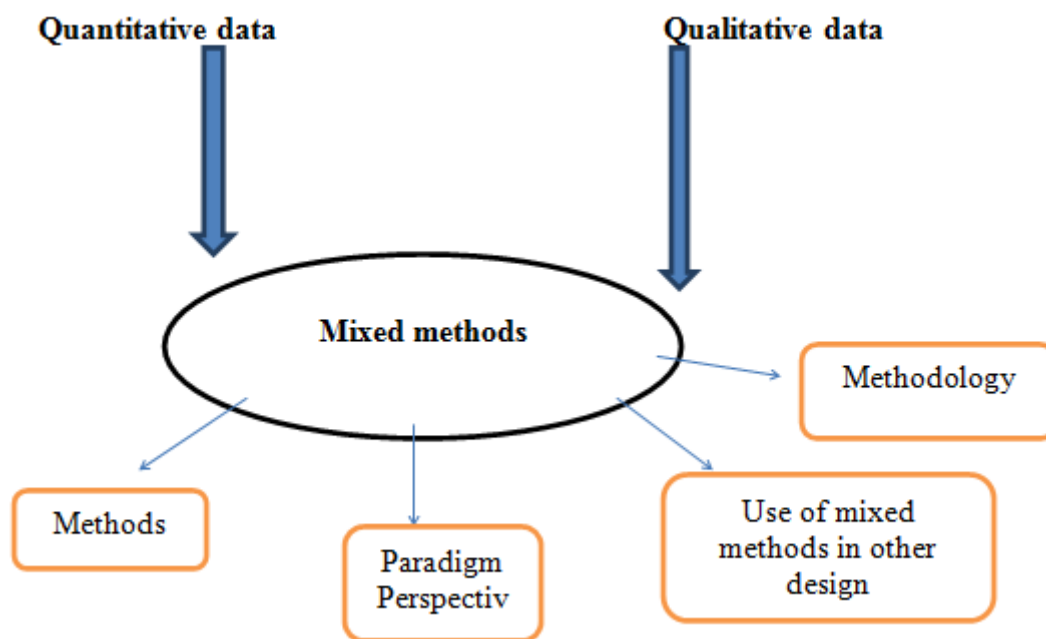 Quantitative data
Qualitative data
Mixed methods
Methodology
Methods
Paradigm
Perspectiv
Use of mixed
methods in other
design